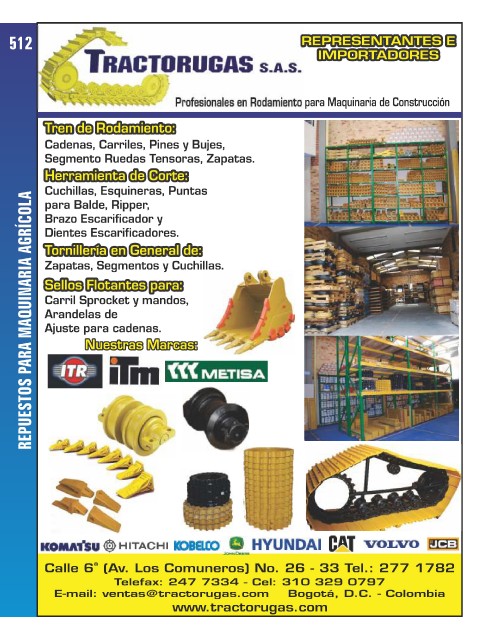 512
REPUESTOS PARA MAQUINARIA AGRÍCOLA
TRACTORUGAS S.A.S.
REPRESENTANTES E
IMPORTADORES
Profesionales en Rodamiento para Maquinaria de Construcción
Tren de Rodamiento:
Cadenas, Carriles, Pines y Bujes,
Segmento Ruedas Tensoras, Zapatas.
Herramienta de Corte:
Cuchillas, Esquineras, Puntas
para Balde, Ripper,
Brazo Escarificador y
Dientes Escarificadores.
Tornillería en General de:
Zapatas, Segmentos y Cuchillas.
Sellos Flotantes para:
Carril Sprocket y mandos,
Arandelas de
Ajuste para cadenas.
Nuestras Marcas:
ITR iTm METISA
KOMATSU HITACHI KOBELCO JOHN DEERE HYUNDAI CAT VOLVO JCB
Calle 6ª (Av. Los Comuneros) No. 26 - 33 Tel.: 277 1782
Telefax: 247 7334 - Cel: 310 329 0797
E-mail: ventas@tractorugas.com Bogotá, D.C. - Colombia
www.tractorugas.com